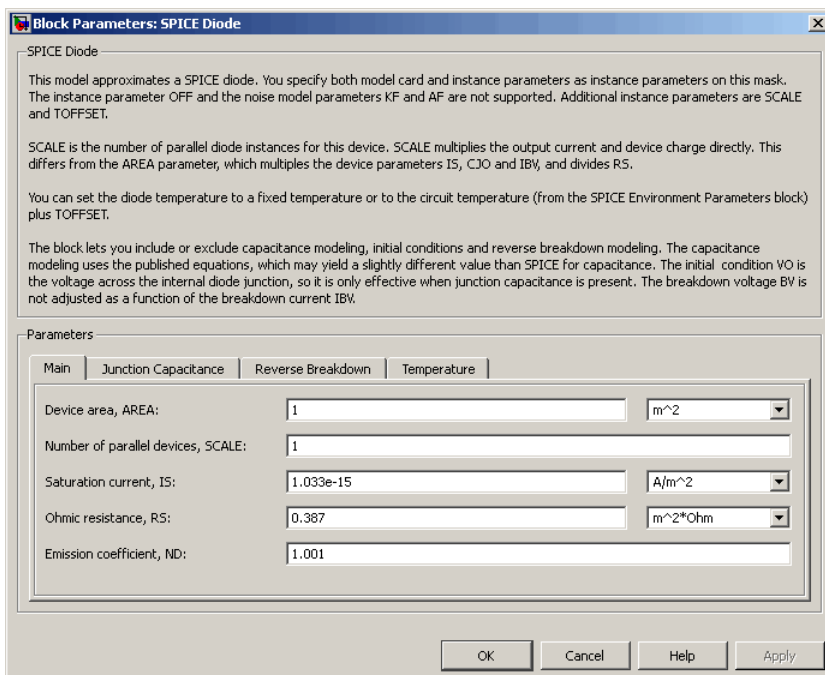 Block Parameters: SPICE Diode
SPICE Diode
This model approximates a SPICE diode. You specify both model card and instance parameters as instance parameters on this mask.
The instance parameter OFF and the noise model parameters KF and AF are not supported. Additional instance parameters are SCALE
and TOFFSET.
SCALE is the number of parallel diode instances for this device. SCALE multiplies the output current and device charge directly. This
differs from the AREA parameter, which multiples the device parameters IS, CJO and IBV, and divides RS.
You can set the diode temperature to a fixed temperature or to the circuit temperature (from the SPICE Environment Parameters block)
plus TOFFSET.
The block lets you include or exclude capacitance modeling, initial conditions and reverse breakdown modeling. The capacitance
modeling uses the published equations, which may yield a slightly different value than SPICE for capacitance. The initial condition VO is
the voltage across the internal diode junction, so it is only effective when junction capacitance is present. The breakdown voltage BV is
not adjusted as a function of the breakdown current IBV.
Parameters
Main Junction Capacitance Reverse Breakdown Temperature
Device area, AREA: 1 m^2
Number of parallel devices, SCALE: 1
Saturation current, IS: 1.033e-15 A/m^2
Ohmic resistance, RS: 0.387 m^2*Ohm
Emission coefficient, ND: 1.001
OK Cancel Help Apply